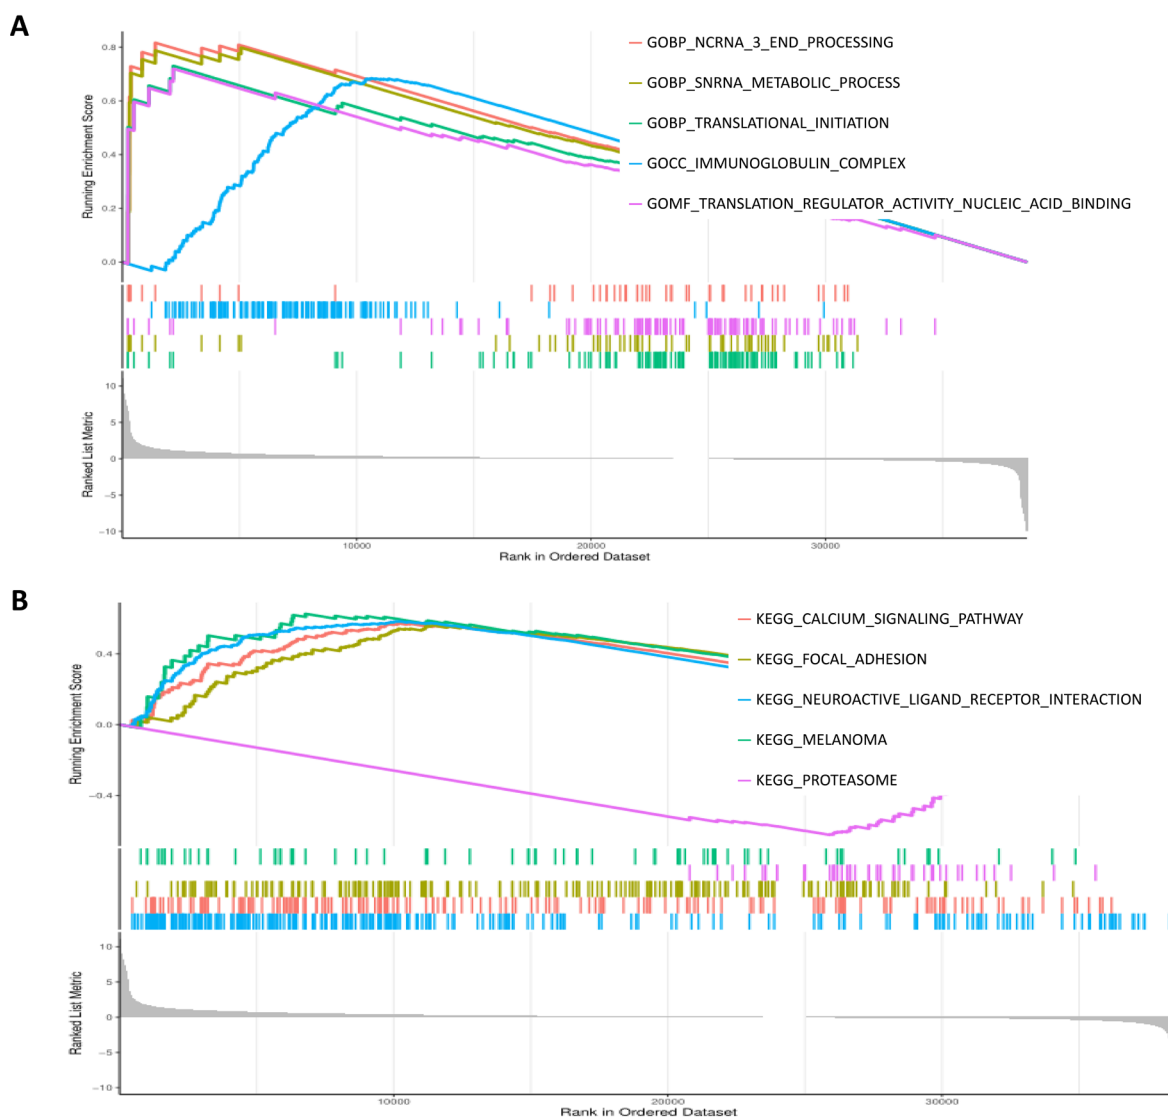 A
Running Enrichment Score
0.8
0.6
0.4
0.2
0.0
GOBP_NCRNA_3_END_PROCESSING
GOBP_SNRNA_METABOLIC_PROCESS
GOBP_TRANSLATIONAL_INITIATION
GOCC_IMMUNOGLOBULIN_COMPLEX
GOMF_TRANSLATION_REGULATOR_ACTIVITY_NUCLEIC_ACID_BINDING
Ranked List Metric
10
5
0
−5
−10
10000 20000 30000
Rank in Ordered Dataset
B
Running Enrichment Score
0.4
0.0
−0.4
KEGG_CALCIUM_SIGNALING_PATHWAY
KEGG_FOCAL_ADHESION
KEGG_NEUROACTIVE_LIGAND_RECEPTOR_INTERACTION
KEGG_MELANOMA
KEGG_PROTEASOME
Ranked List Metric
10
5
0
−5
−10
10000 20000 30000
Rank in Ordered Dataset